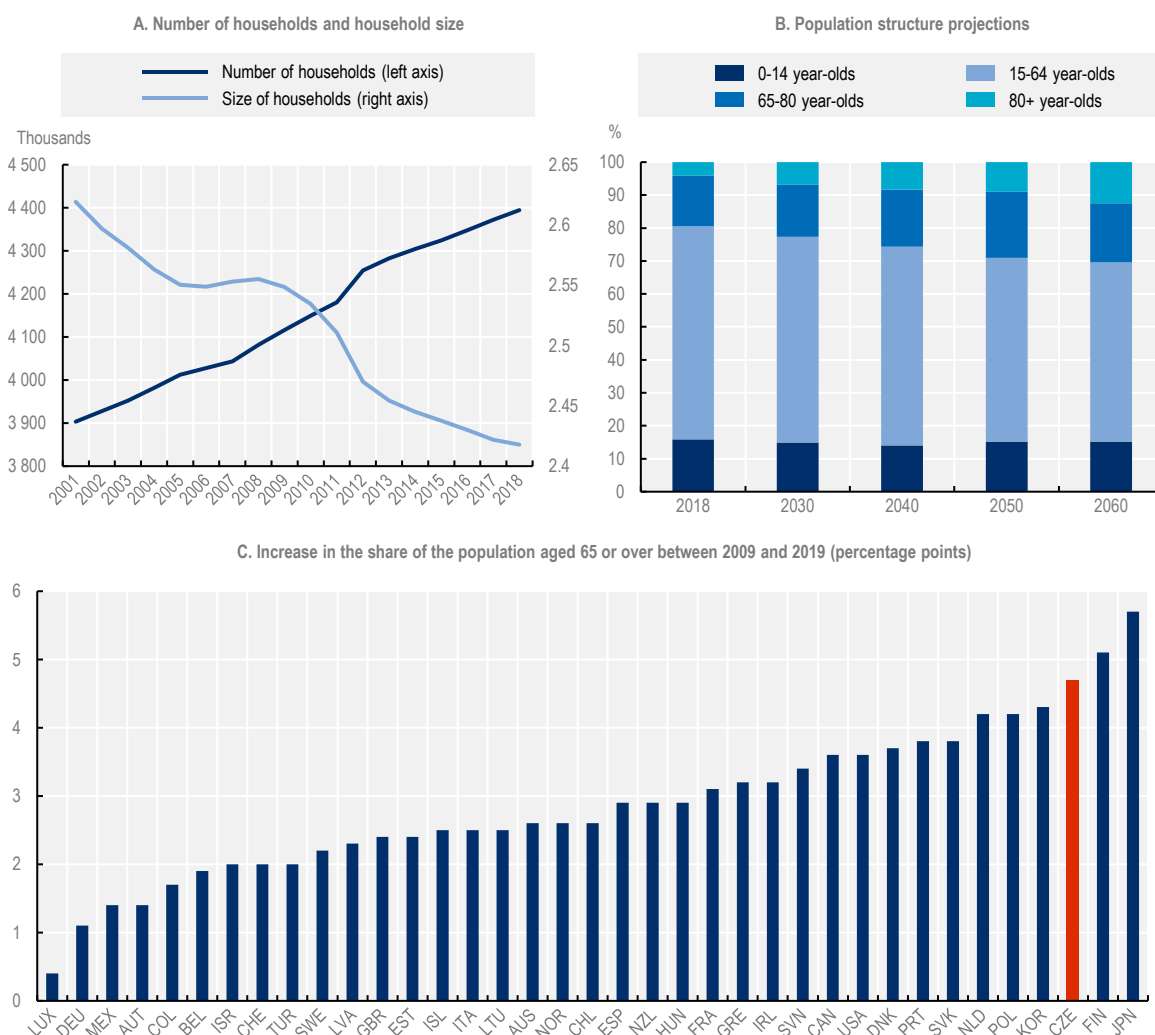 A. Number of households and household size
Number of households (left axis)
Size of households (right axis)
Thousands
4 500
4 400
4 300
4 200
4 100
4 000
3 900
3 800
2.65
2.6
2.55
2.5
2.45
2.4
2001
2002
2003
2004
2005
2006
2007
2008
2009
2010
2011
2012
2013
2014
2015
2016
2017
2018
B. Population structure projections
0-14 year-olds
15-64 year-olds
65-80 year-olds
80+ year-olds
%
100
90
80
70
60
50
40
30
20
10
0
2018
2030
2040
2050
2060
C. Increase in the share of the population aged 65 or over between 2009 and 2019 (percentage points)
6
5
4
3
2
1
0
LUX
DEU
MEX
AUT
COL
BEL
ISR
CHE
TUR
SWE
LVA
GBR
EST
ISL
ITA
LTU
AUS
NOR
CHL
ESP
NZL
HUN
FRA
GRE
IRL
SVN
CAN
USA
DNK
PRT
SVK
NLD
POL
KOR
CZE
FIN
JPN